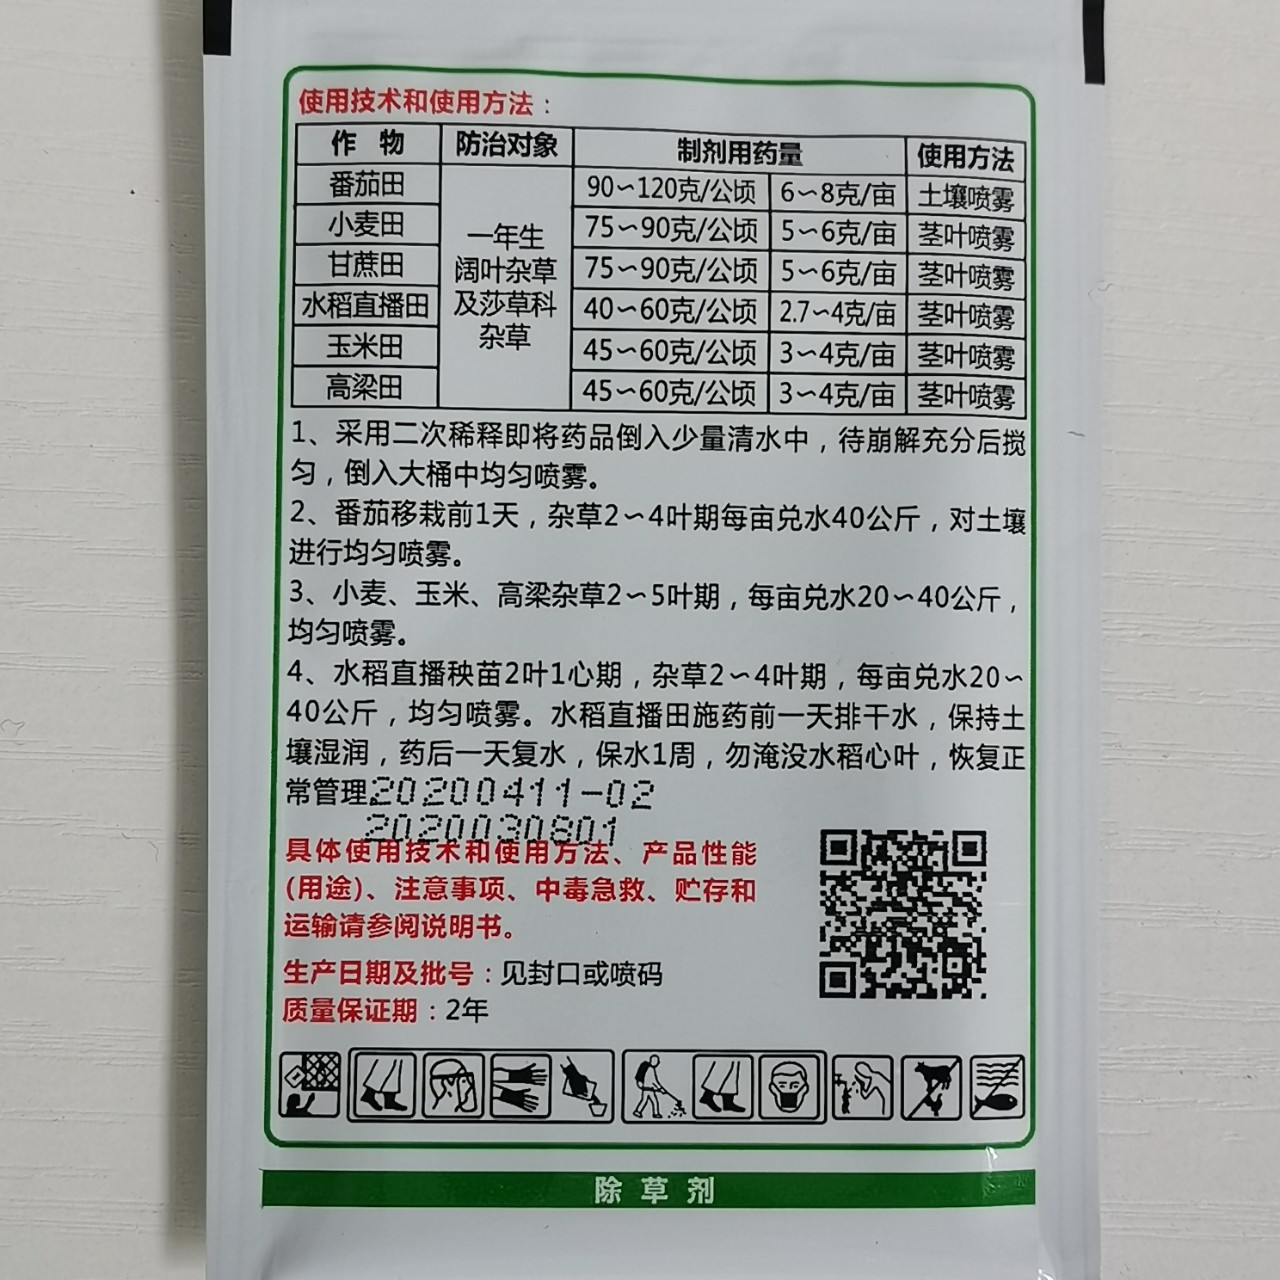 使用技术和使用方法：
作 物 防治对象 制剂用药量 使用方法
番茄田 90～120克/公顷 6～8克/亩 土壤喷雾
小麦田 75～90克/公顷 5～6克/亩 茎叶喷雾
甘蔗田 75～90克/公顷 5～6克/亩 茎叶喷雾
水稻直播田 40～60克/公顷 2.7～4克/亩 茎叶喷雾
玉米田 45～60克/公顷 3～4克/亩 茎叶喷雾
高粱田 45～60克/公顷 3～4克/亩 茎叶喷雾
一年生
阔叶杂草
及莎草科
杂草
1、采用二次稀释即将药品倒入少量清水中，待崩解充分后搅
匀，倒入大桶中均匀喷雾。
2、番茄移栽前1天，杂草2～4叶期每亩兑水40公斤，对土壤
进行均匀喷雾。
3、小麦、玉米、高粱杂草2～5叶期，每亩兑水20～40公斤，
均匀喷雾。
4、水稻直播秧苗2叶1心期，杂草2～4叶期，每亩兑水20～
40公斤，均匀喷雾。水稻直播田施药前一天排干水，保持土
壤湿润，药后一天复水，保水1周，勿淹没水稻心叶，恢复正
常管理
20200411-02
2020030801
具体使用技术和使用方法、产品性能
(用途)、注意事项、中毒急救、贮存和
运输请参阅说明书。
生产日期及批号：见封口或喷码
质量保证期：2年
除草剂